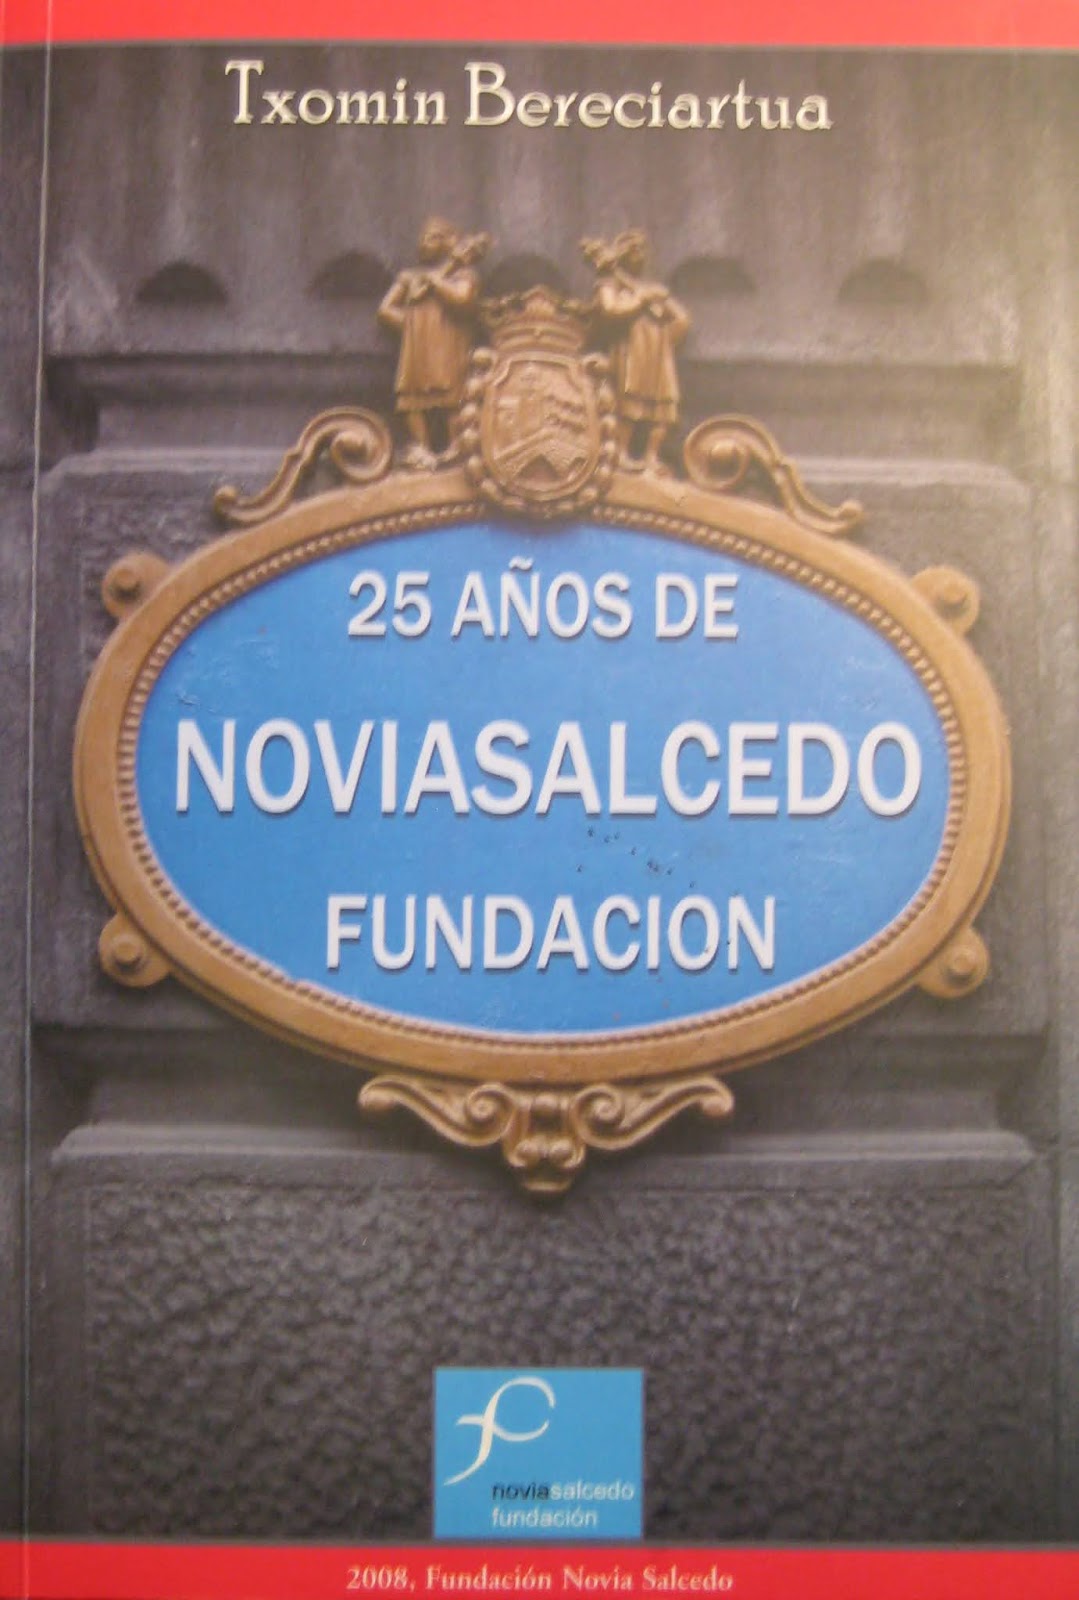 Txomin Bereciartua
25 AÑOS DE
NOVIASALCEDO
FUNDACION
noviasalcedo
fundación
2008, Fundación Novia Salcedo